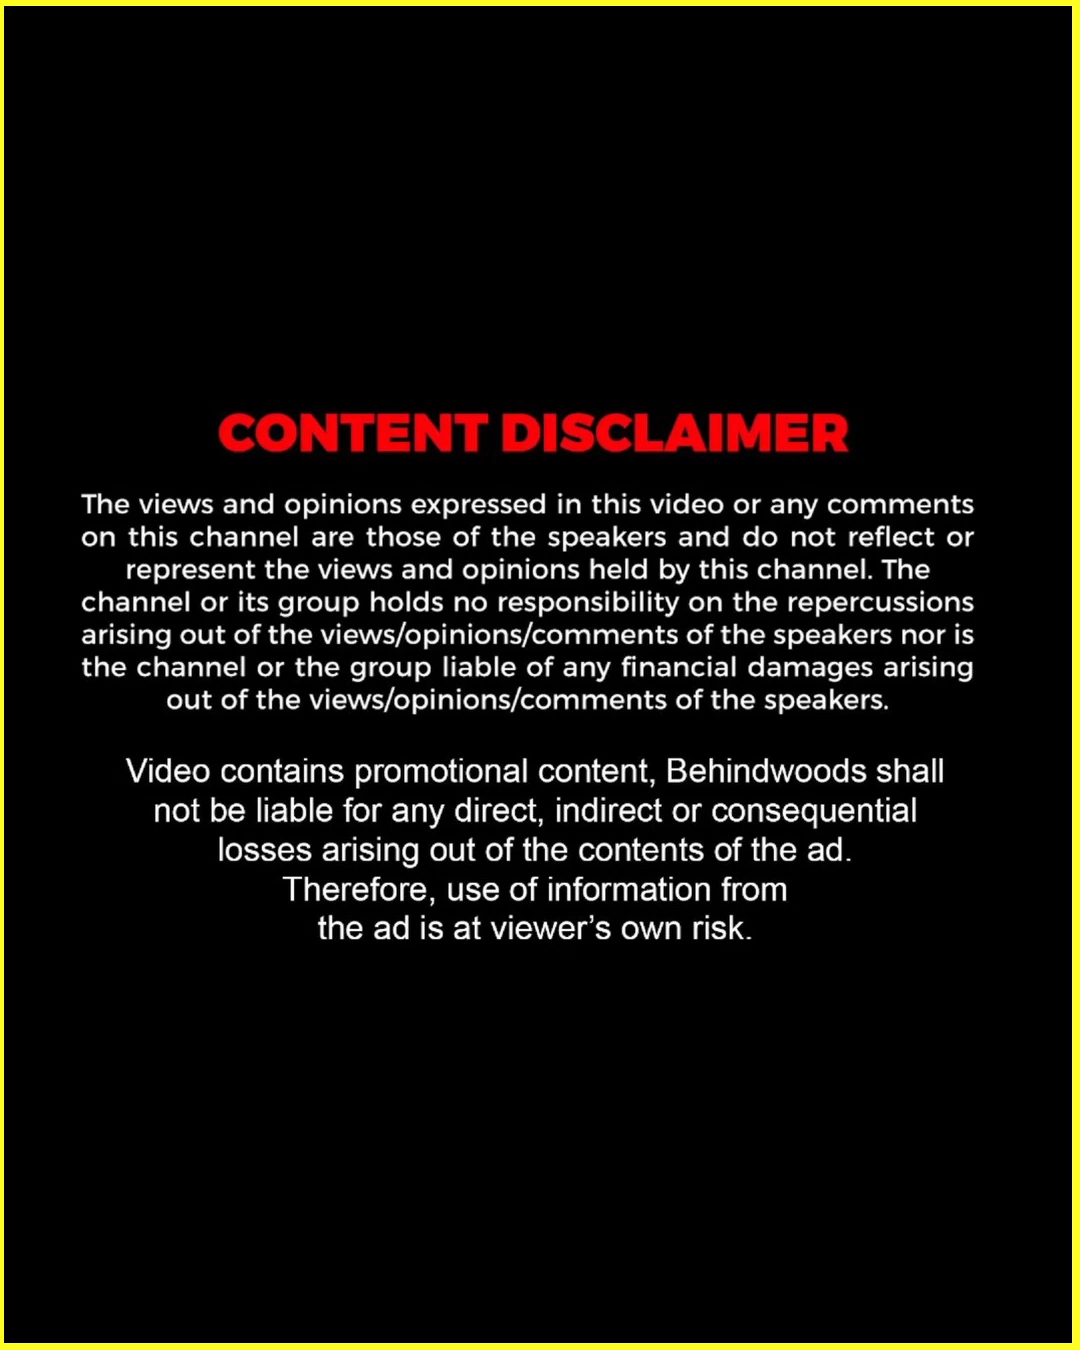 CONTENT DISCLAIMER
The views and opinions expressed in this video or any comments
on this channel are those of the speakers and do not reflect or
represent the views and opinions held by this channel. The
channel or its group holds no responsibility on the repercussions
arising out of the views/opinions/comments of the speakers nor is
the channel or the group liable of any financial damages arising
out of the views/opinions/comments of the speakers.
Video contains promotional content, Behindwoods shall
not be liable for any direct, indirect or consequential
losses arising out of the contents of the ad.
Therefore, use of information from
the ad is at viewer’s own risk.